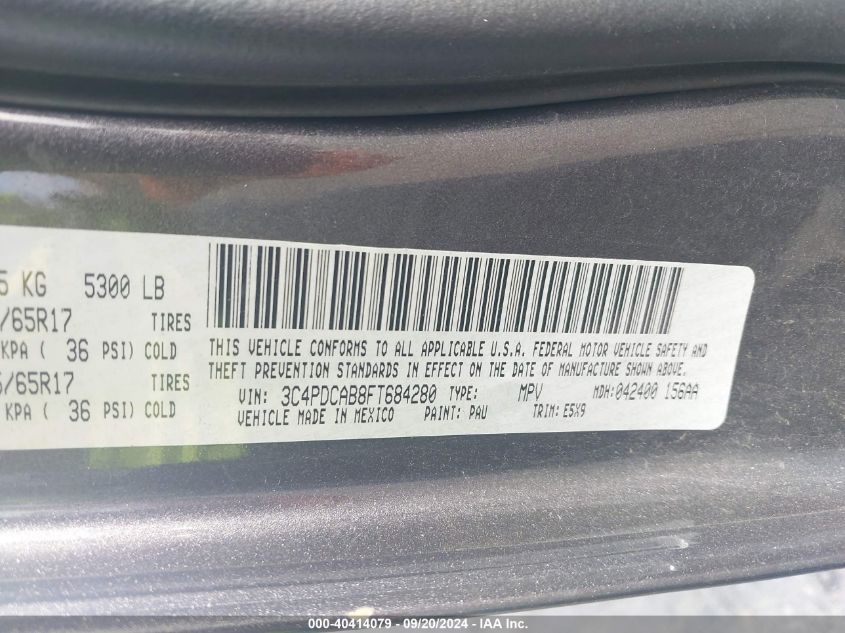 5 KG 5300 LB
/65R17 TIRES
KPA ( 36 PSI) COLD
5/65R17
KPA ( 36 PSI) COLD
THIS VEHICLE CONFORMS TO ALL APPLICABLE U.S.A. FEDERAL MOTOR VEHICLE SAFETY AND
THEFT PREVENTION STANDARDS IN EFFECT ON THE DATE OF MANUFACTURE SHOWN ABOVE.
VIN: 3C4PDCAB8FT684280 TYPE: MPV MDH:042400 156AA
VEHICLE MADE IN MEXICO PAINT: PAU TRIM: E5X9
000-40414079 - 09/20/2024 - IAA Inc.